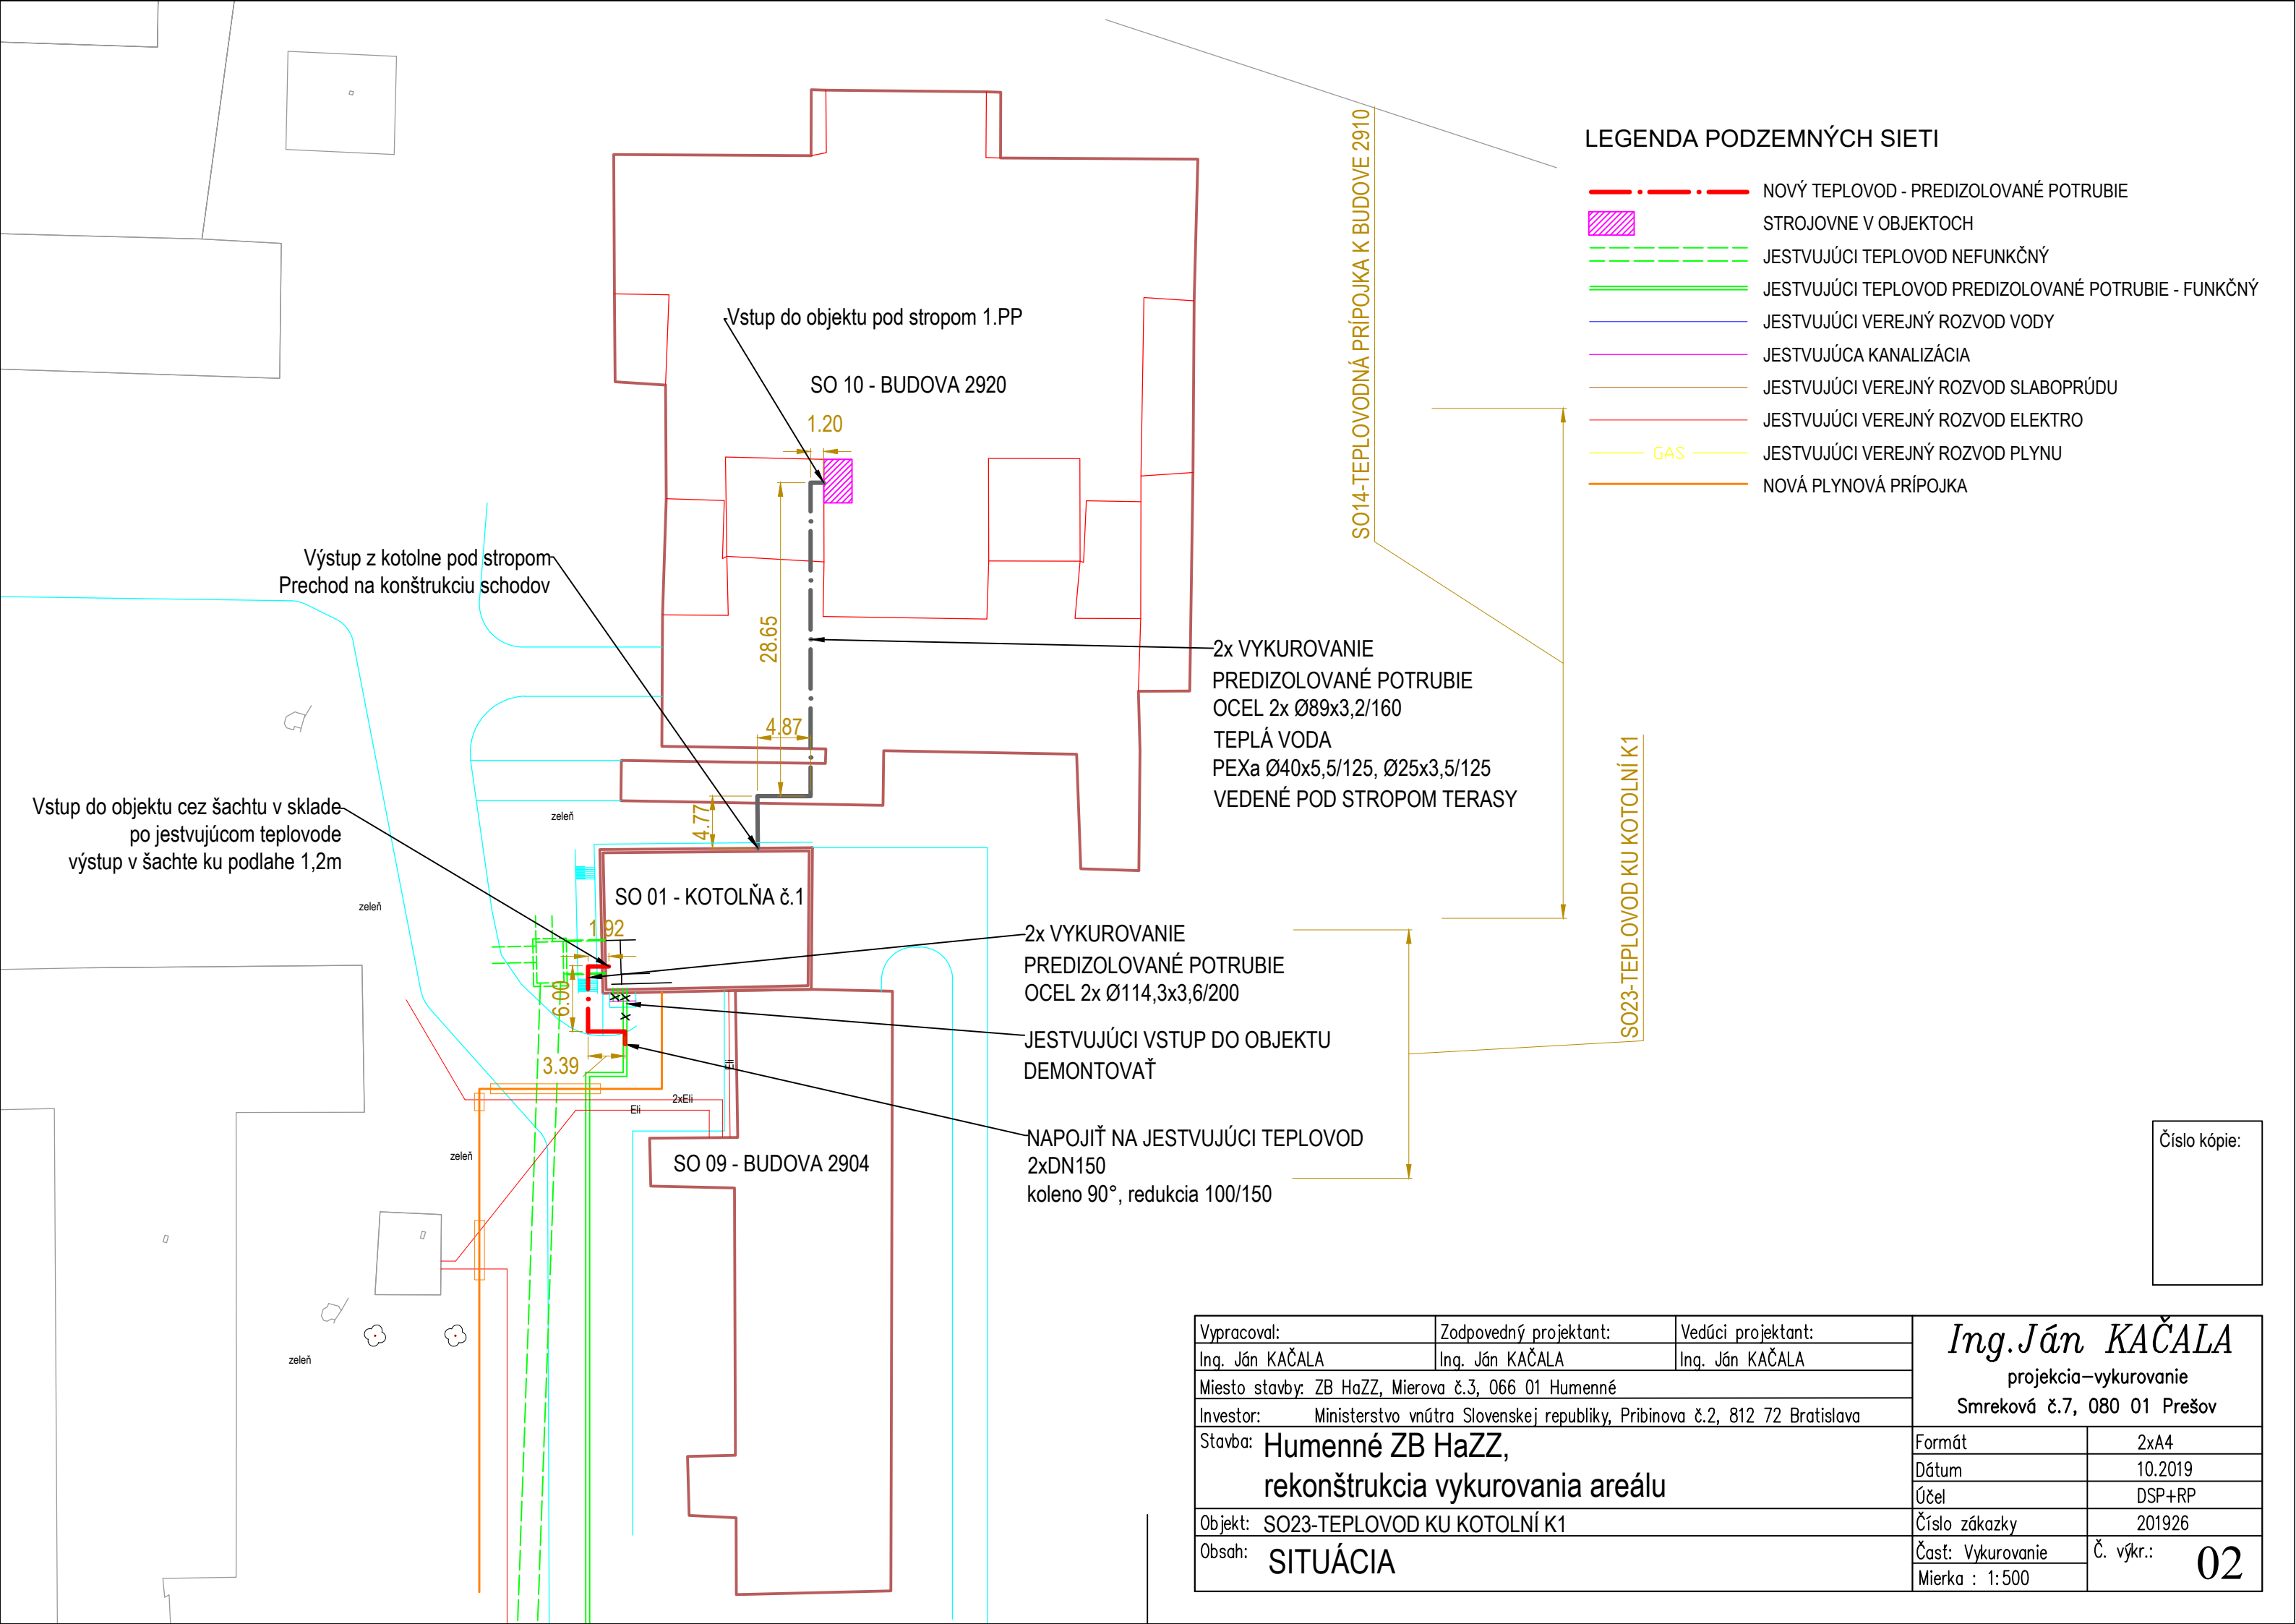 LEGENDA PODZEMNÝCH SIETI
NOVÝ TEPLOVOD - PREDIZOLOVANÉ POTRUBIE
STROJOVNE V OBJEKTOCH
JESTVUJÚCI TEPLOVOD NEFUNKČNÝ
JESTVUJÚCI TEPLOVOD PREDIZOLOVANÉ POTRUBIE - FUNKČNÝ
JESTVUJÚCI VEREJNÝ ROZVOD VODY
JESTVUJÚCA KANALIZÁCIA
JESTVUJÚCI VEREJNÝ ROZVOD SLABOPRÚDU
JESTVUJÚCI VEREJNÝ ROZVOD ELEKTRO
GAS JESTVUJÚCI VEREJNÝ ROZVOD PLYNU
NOVÁ PLYNOVÁ PRÍPOJKA
SO14-TEPLOVODNÁ PRÍPOJKA K BUDOVE 2910
Vstup do objektu pod stropom 1.PP
SO 10 - BUDOVA 2920
1.20
Výstup z kotolne pod stropom
Prechod na konštrukciu schodov
28.65
4.87
2x VYKUROVANIE
PREDIZOLOVANÉ POTRUBIE
OCEL 2x Ø89x3,2/160
TEPLÁ VODA
PEXa Ø40x5,5/125, Ø25x3,5/125
VEDENÉ POD STROPOM TERASY
SO23-TEPLOVOD KU KOTOLNÍ K1
Vstup do objektu cez šachtu v sklade
po jestvujúcom teplovode
výstup v šachte ku podlahe 1,2m
zeleň
4.77
zeleň
SO 01 - KOTOLŇA č.1
1.92
6.00
3.39
2x VYKUROVANIE
PREDIZOLOVANÉ POTRUBIE
OCEL 2x Ø114,3x3,6/200
JESTVUJÚCI VSTUP DO OBJEKTU
DEMONTOVAŤ
Eli
2xEli
Eli
NAPOJIŤ NA JESTVUJÚCI TEPLOVOD
2xDN150
koleno 90°, redukcia 100/150
zeleň
SO 09 - BUDOVA 2904
zeleň
Číslo kópie:
Vypracoval: Zodpovedný projektant: Vedúci projektant:
Ing. Ján KAČALA Ing. Ján KAČALA Ing. Ján KAČALA
Miesto stavby: ZB HaZZ, Mierova č.3, 066 01 Humenné
Investor: Ministerstvo vnútra Slovenskej republiky, Pribinova č.2, 812 72 Bratislava
Stavba: Humenné ZB HaZZ,
rekonštrukcia vykurovania areálu
Objekt: SO23-TEPLOVOD KU KOTOLNÍ K1
Obsah: SITUÁCIA
Ing.Ján KAČALA
projekcia-vykurovanie
Smreková č.7, 080 01 Prešov
Formát 2xA4
Dátum 10.2019
Účel DSP+RP
Číslo zákazky 201926
Časť: Vykurovanie
Č. výkr.: 02
Mierka : 1:500